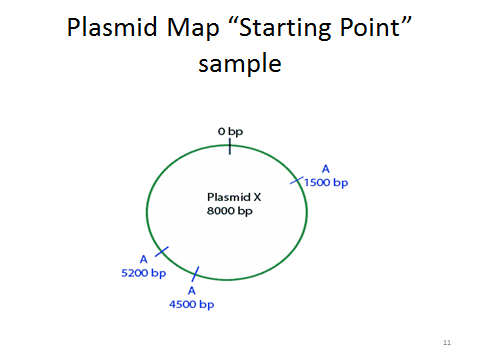 Plasmid Map “Starting Point”
sample
0 bp
A
1500 bp
Plasmid X
8000 bp
A
5200 bp
A
4500 bp
11